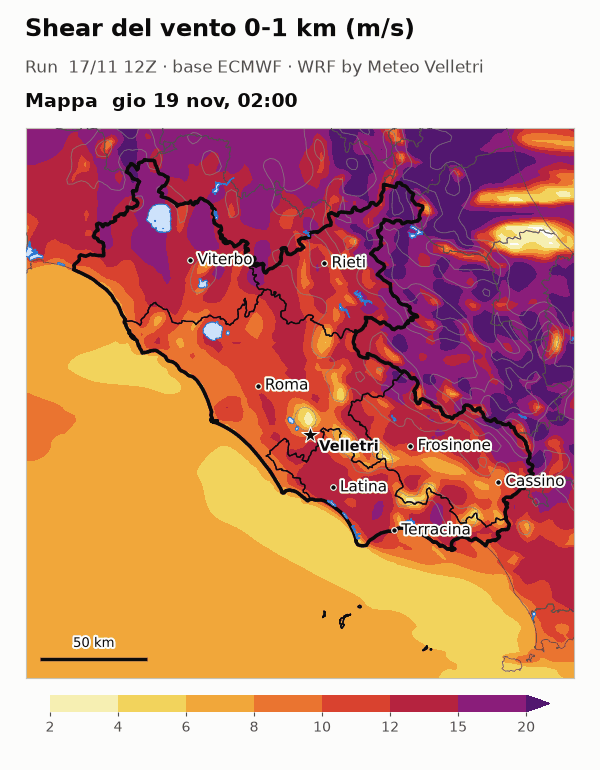 Shear del vento 0-1 km (m/s)
Run  17/11 12Z · base ECMWF · WRF by Meteo Velletri
Mappa  gio 19 nov, 02:00
Viterbo
Rieti
Roma
Velletri
Frosinone
Latina
Cassino
Terracina
50 km
2 4 6 8 10 12 15 20